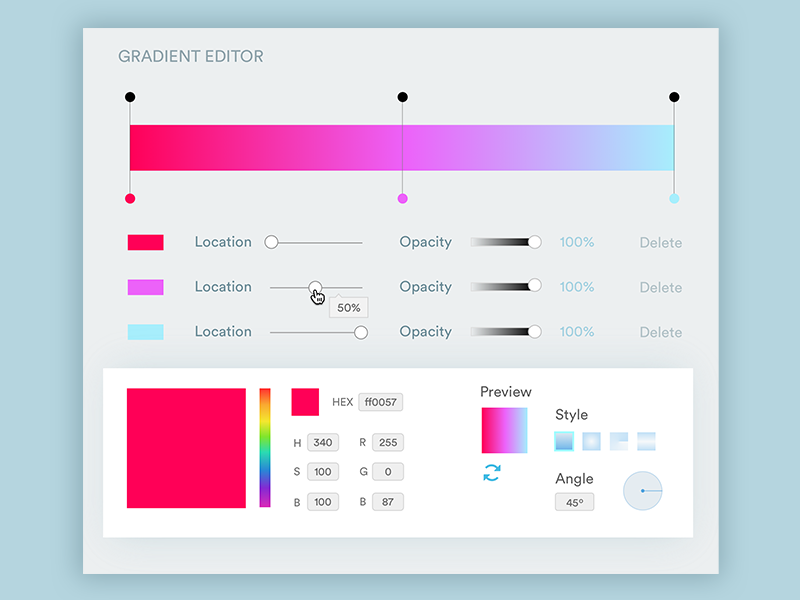 GRADIENT EDITOR
Location Opacity 100% Delete
Location Opacity 100% Delete
50%
Location Opacity 100% Delete
Preview
HEX ff0057
Style
H 340 R 255
S 100 G 0
Angle
B 100 B 87
45º